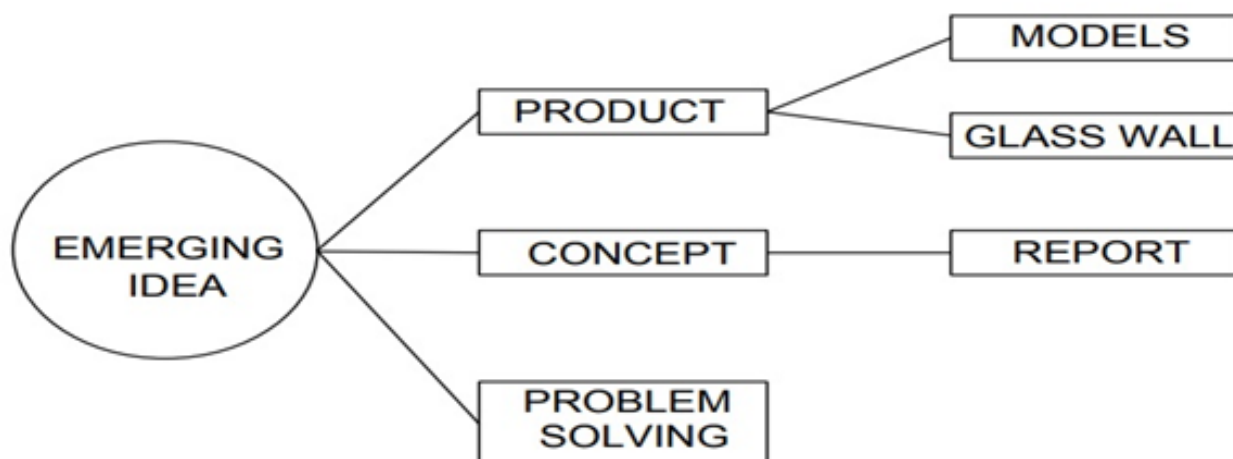 MODELS
PRODUCT
GLASS WALL
EMERGING
IDEA
CONCEPT
REPORT
PROBLEM
SOLVING